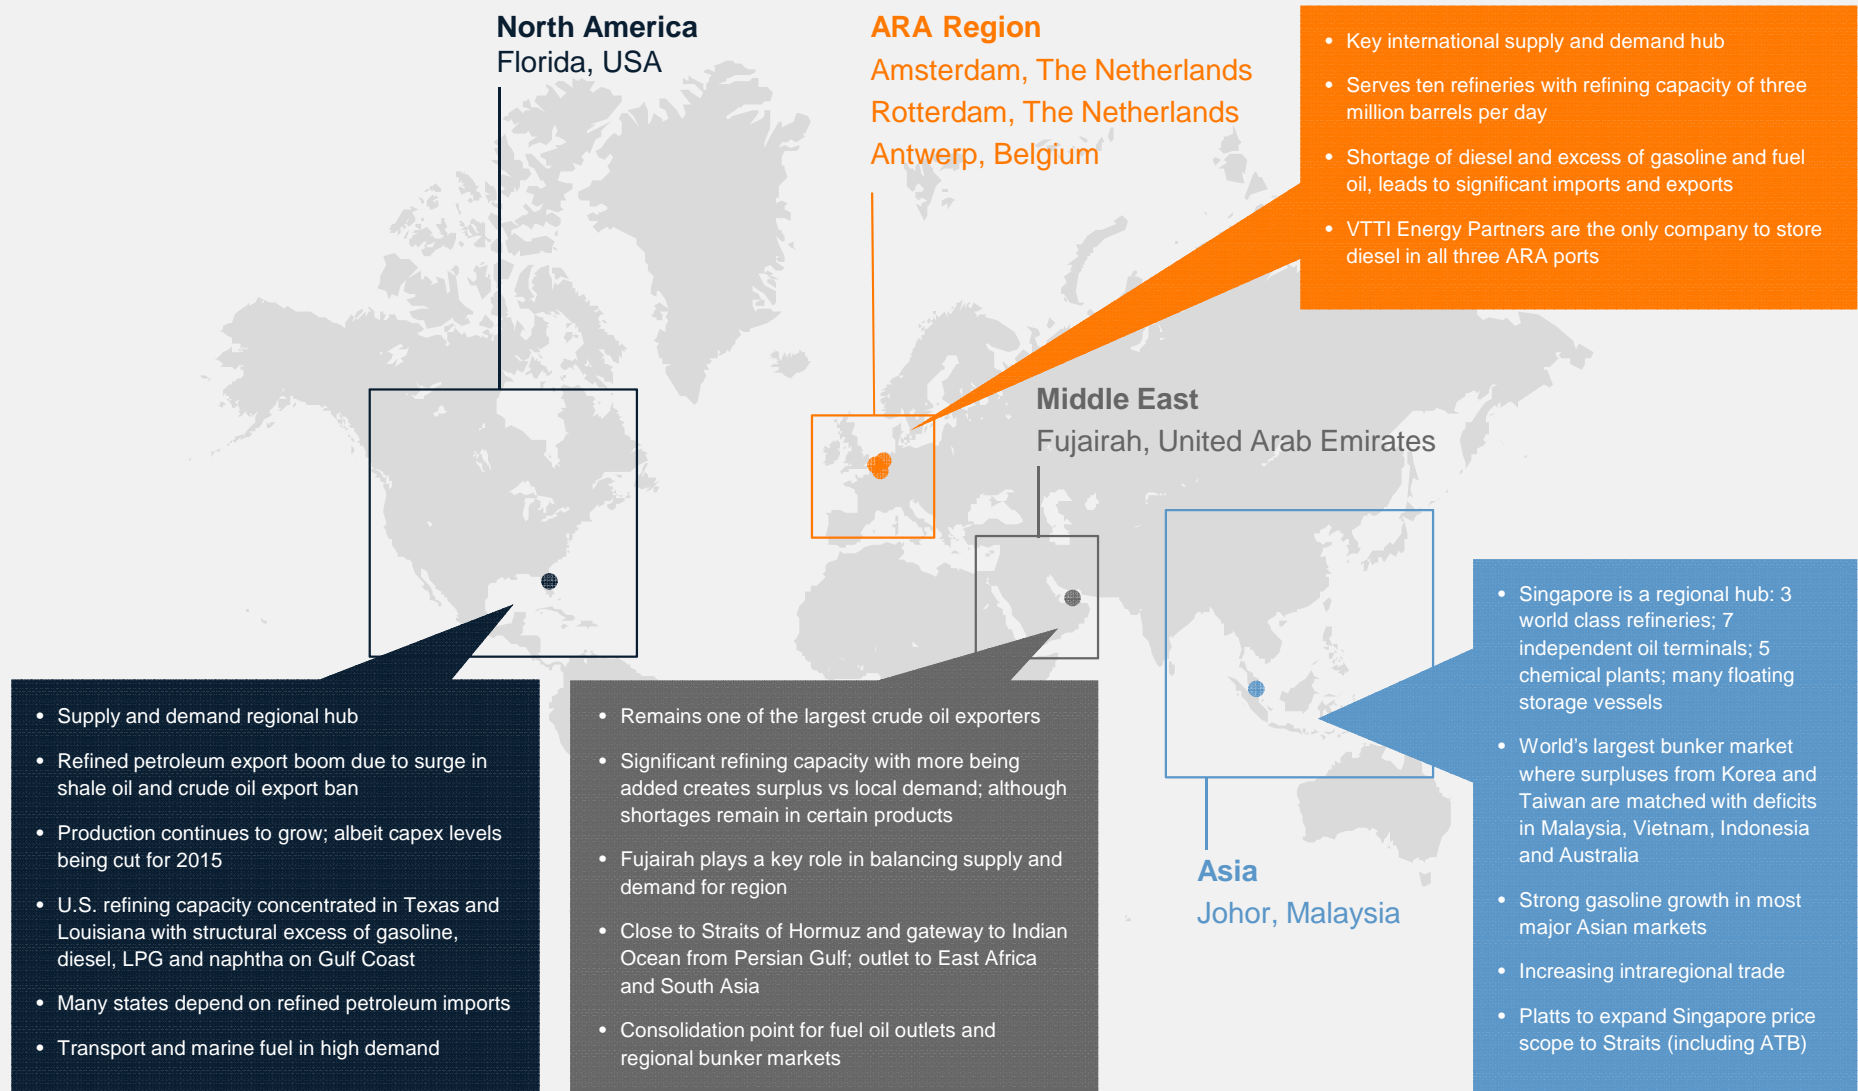 North America
Florida, USA
ARA Region
Amsterdam, The Netherlands
Rotterdam, The Netherlands
Antwerp, Belgium
• Key international supply and demand hub
• Serves ten refineries with refining capacity of three
million barrels per day
• Shortage of diesel and excess of gasoline and fuel
oil, leads to significant imports and exports
• VTTI Energy Partners are the only company to store
diesel in all three ARA ports
Middle East
Fujairah, United Arab Emirates
• Supply and demand regional hub
• Refined petroleum export boom due to surge in
shale oil and crude oil export ban
• Production continues to grow; albeit capex levels
being cut for 2015
• U.S. refining capacity concentrated in Texas and
Louisiana with structural excess of gasoline,
diesel, LPG and naphtha on Gulf Coast
• Many states depend on refined petroleum imports
• Transport and marine fuel in high demand
• Remains one of the largest crude oil exporters
• Significant refining capacity with more being
added creates surplus vs local demand; although
shortages remain in certain products
• Fujairah plays a key role in balancing supply and
demand for region
• Close to Straits of Hormuz and gateway to Indian
Ocean from Persian Gulf; outlet to East Africa
and South Asia
• Consolidation point for fuel oil outlets and
regional bunker markets
Asia
Johor, Malaysia
• Singapore is a regional hub: 3
world class refineries; 7
independent oil terminals; 5
chemical plants; many floating
storage vessels
• World's largest bunker market
where surpluses from Korea and
Taiwan are matched with deficits
in Malaysia, Vietnam, Indonesia
and Australia
• Strong gasoline growth in most
major Asian markets
• Increasing intraregional trade
• Platts to expand Singapore price
scope to Straits (including ATB)